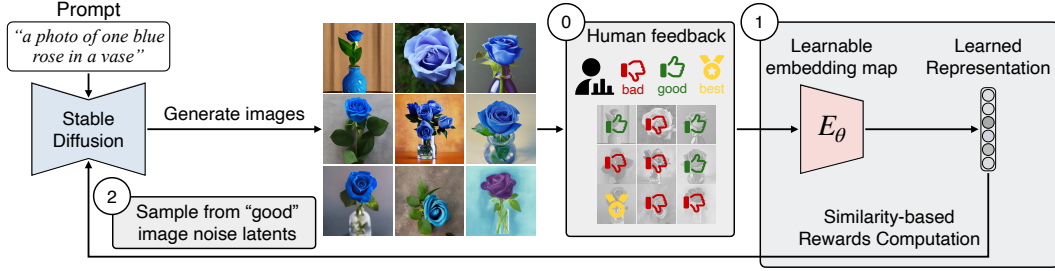 Prompt
“a photo of one blue
rose in a vase”
Stable
Diffusion
Generate images
2
Sample from “good”
image noise latents
0
Human feedback
bad
good
best
1
Learnable
embedding map
Learned
Representation
E_θ
Similarity-based
Rewards Computation